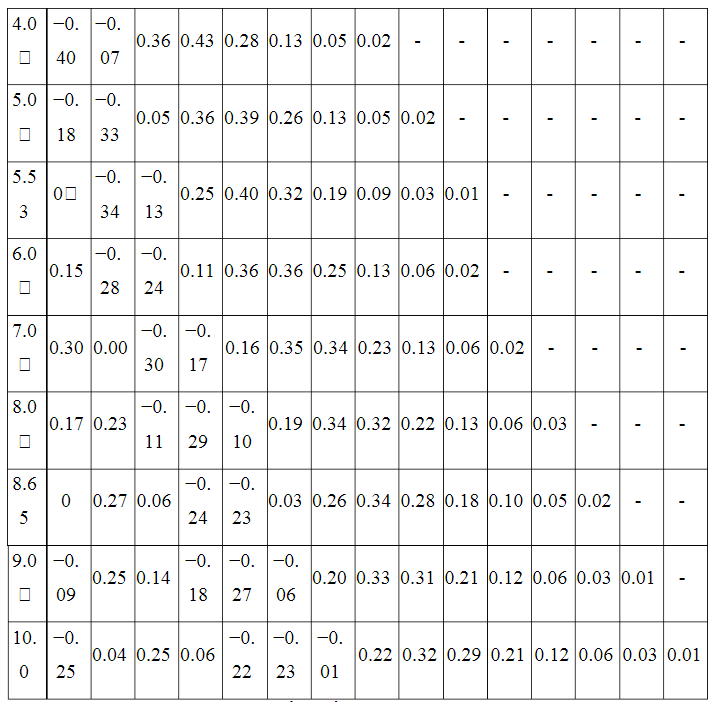 4.0□ −0.40 −0.07 0.36 0.43 0.28 0.13 0.05 0.02 - - - - - - -
5.0□ −0.18 −0.33 0.05 0.36 0.39 0.26 0.13 0.05 0.02 - - - - - -
5.53 0□ −0.34 −0.13 0.25 0.40 0.32 0.19 0.09 0.03 0.01 - - - - -
6.0□ 0.15 −0.28 −0.24 0.11 0.36 0.36 0.25 0.13 0.06 0.02 - - - - -
7.0□ 0.30 0.00 −0.30 −0.17 0.16 0.35 0.34 0.23 0.13 0.06 0.02 - - - -
8.0□ 0.17 0.23 −0.11 −0.29 −0.10 0.19 0.34 0.32 0.22 0.13 0.06 0.03 - - -
8.65 0 0.27 0.06 −0.24 −0.23 0.03 0.26 0.34 0.28 0.18 0.10 0.05 0.02 - -
9.0□ −0.09 0.25 0.14 −0.18 −0.27 −0.06 0.20 0.33 0.31 0.21 0.12 0.06 0.03 0.01 -
10.0 −0.25 0.04 0.25 0.06 −0.22 −0.23 −0.01 0.22 0.32 0.29 0.21 0.12 0.06 0.03 0.01